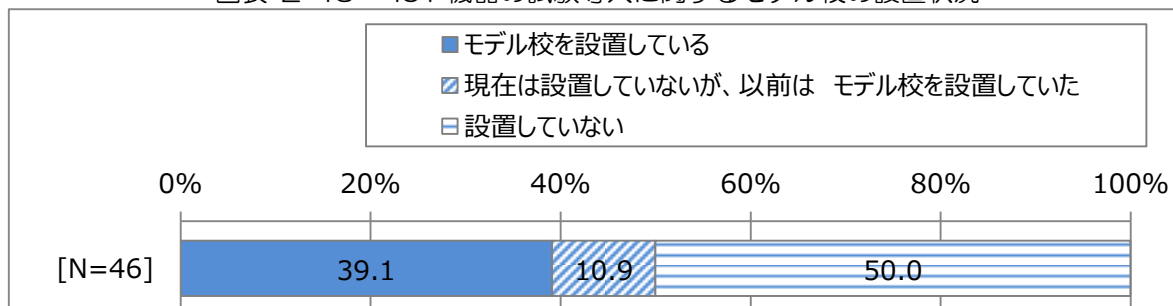 モデル校を設置している
現在は設置していないが、以前は モデル校を設置していた
設置していない
0% 20% 40% 60% 80% 100%
[N=46] 39.1 10.9 50.0